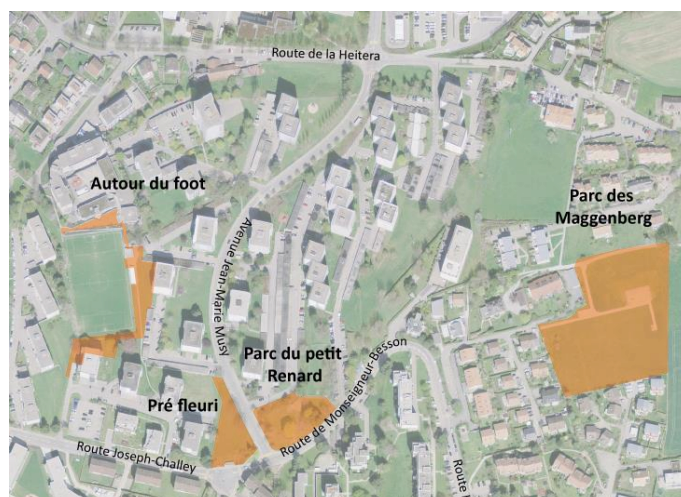 Route de la Heitera
Autour du foot
Parc des
Maggenberg
Avenue Jean-Marie Musy
Parc du petit
Renard
Route de Monseigneur-Besson
Pré fleuri
Route Joseph-Challey
Route